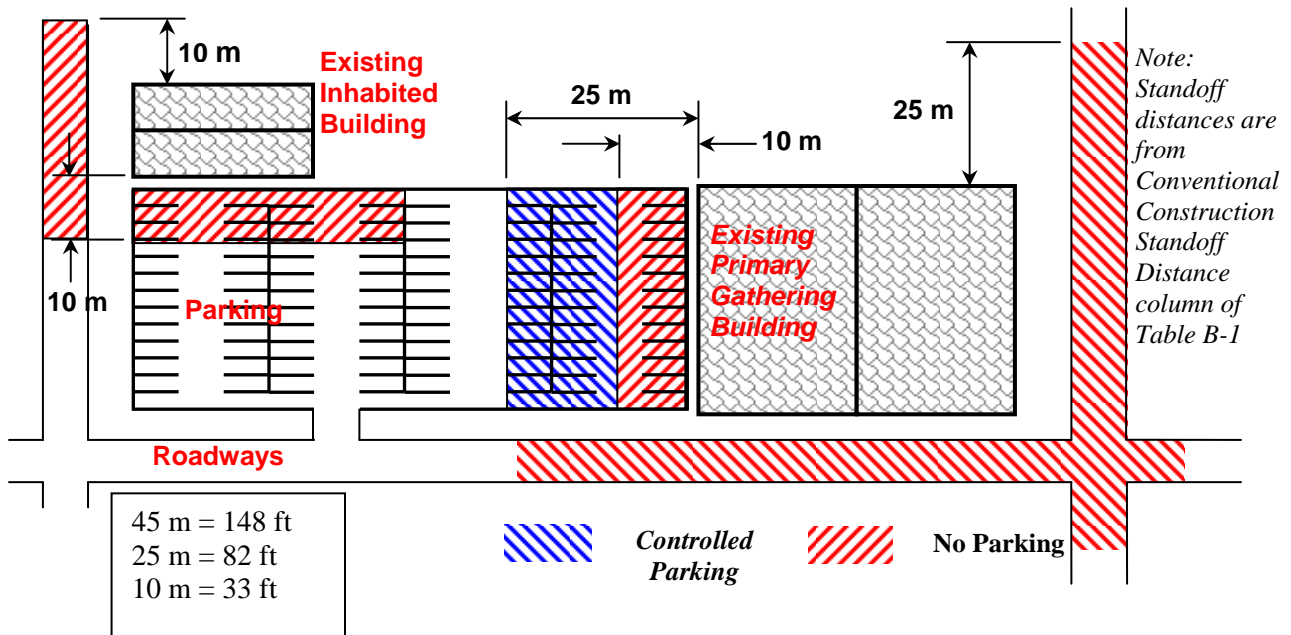 10 m
Existing
Inhabited
Building
25 m
10 m
25 m
Note:
Standoff
distances are
from
Conventional
Construction
Standoff
Distance
column of
Table B-1
10 m
Parking
Existing
Primary
Gathering
Building
Roadways
45 m = 148 ft
25 m = 82 ft
10 m = 33 ft
Controlled
Parking
No Parking